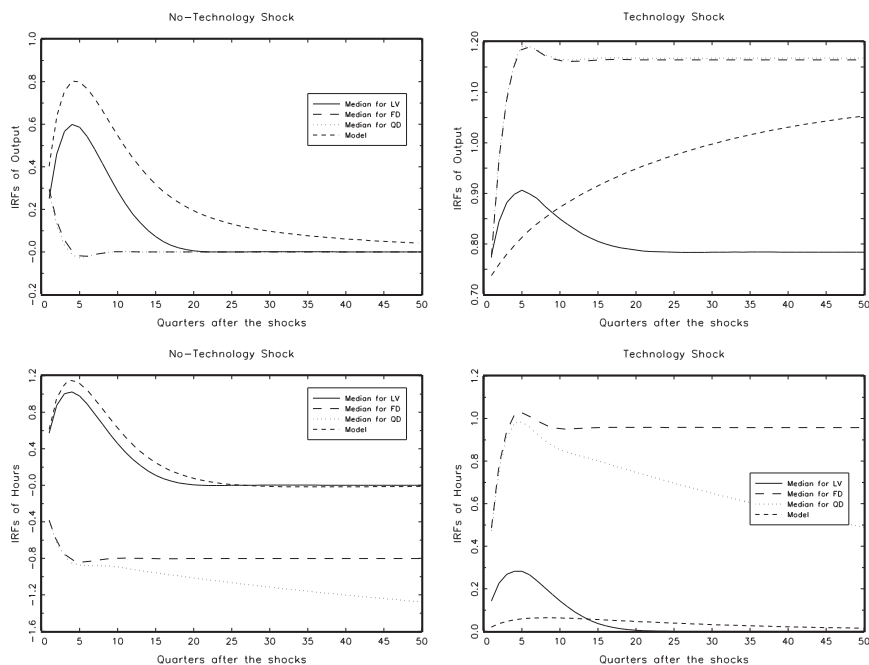 No-Technology Shock
1.0
0.8
0.6
0.4
0.2
-0.0
-0.2
IRFs of Output
Median for LV
Median for FD
Median for QD
Model
0 5 10 15 20 25 30 35 40 45 50
Quarters after the shocks
Technology Shock
1.20
1.10
1.00
0.90
0.80
0.70
IRFs of Output
0 5 10 15 20 25 30 35 40 45 50
Quarters after the shocks
No-Technology Shock
1.2
0.8
0.4
-0.0
-0.4
-0.8
-1.2
-1.6
IRFs of Hours
Median for LV
Median for FD
Median for QD
Model
0 5 10 15 20 25 30 35 40 45 50
Quarters after the shocks
Technology Shock
1.2
1.0
0.8
0.6
0.4
0.2
0.0
IRFs of Hours
Median for LV
Median for FD
Median for QD
Model
0 5 10 15 20 25 30 35 40 45 50
Quarters after the shocks